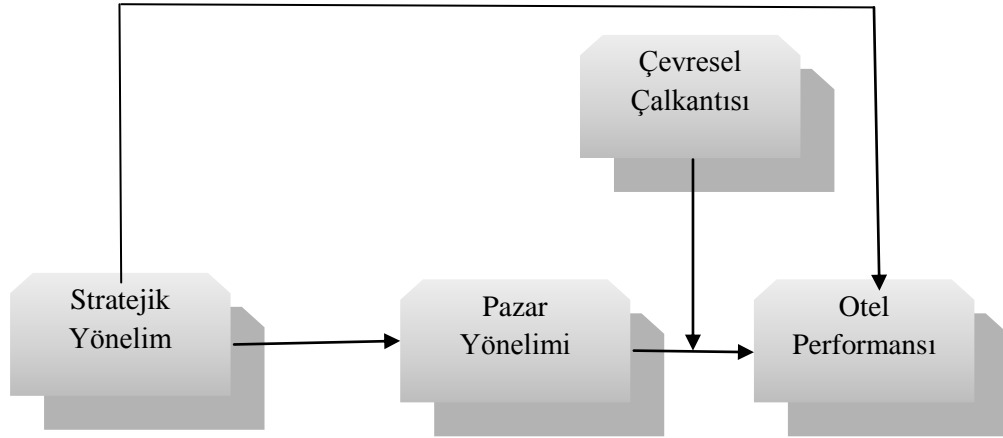 Çevresel
Çalkantısı
Stratejik
Yönelim
Pazar
Yönelimi
Otel
Performansı